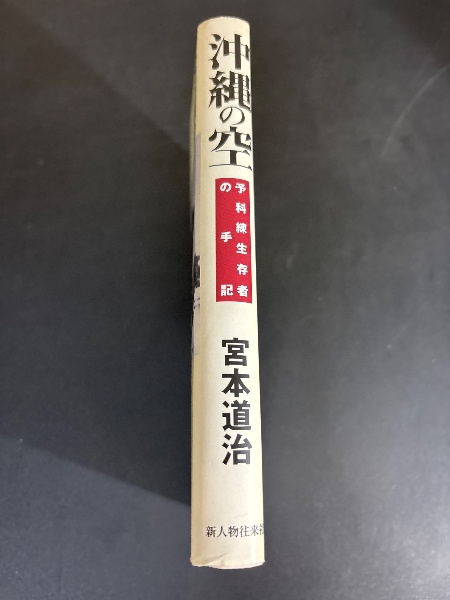 沖縄の空
予科練生存者
の手記
宮本道治
新人物往来社